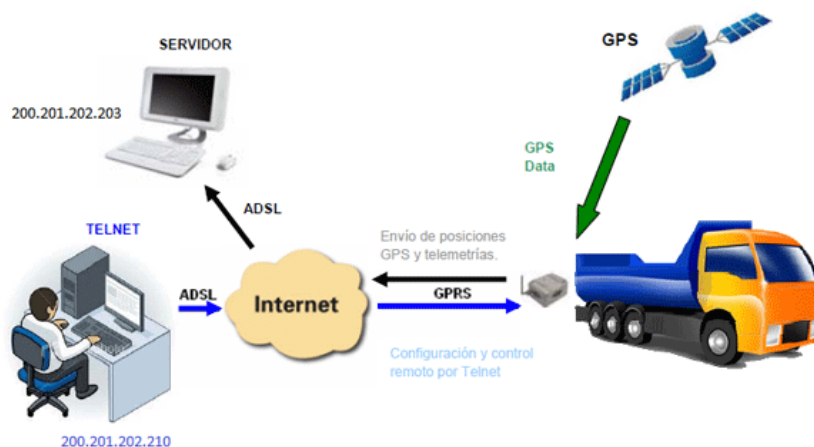 SERVIDOR
GPS
200.201.202.203
GPS
Data
ADSL
TELNET
Envío de posiciones
GPS y telemetrías.
ADSL
Internet
GPRS
Configuración y control
remoto por Telnet
200.201.202.210